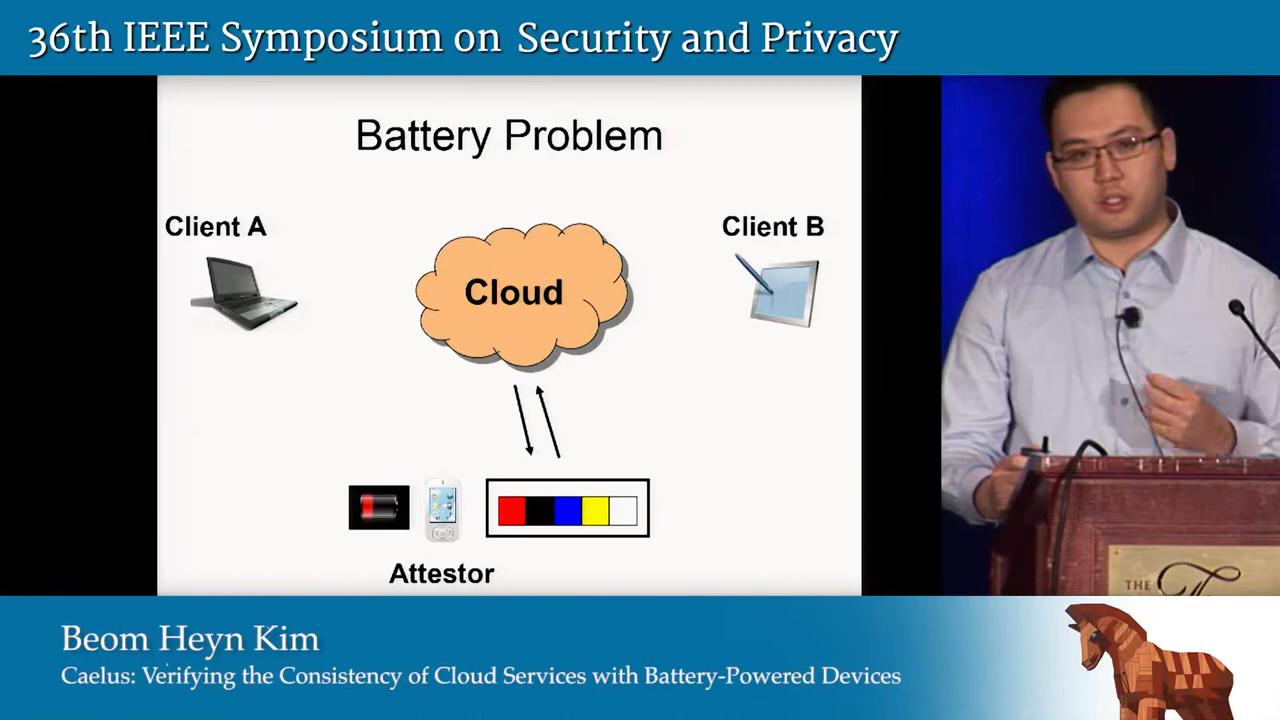 36th IEEE Symposium on Security and Privacy
Battery Problem
Client A
Client B
Cloud
Attestor
THE
Beom Heyn Kim
Caelus: Verifying the Consistency of Cloud Services with Battery-Powered Devices